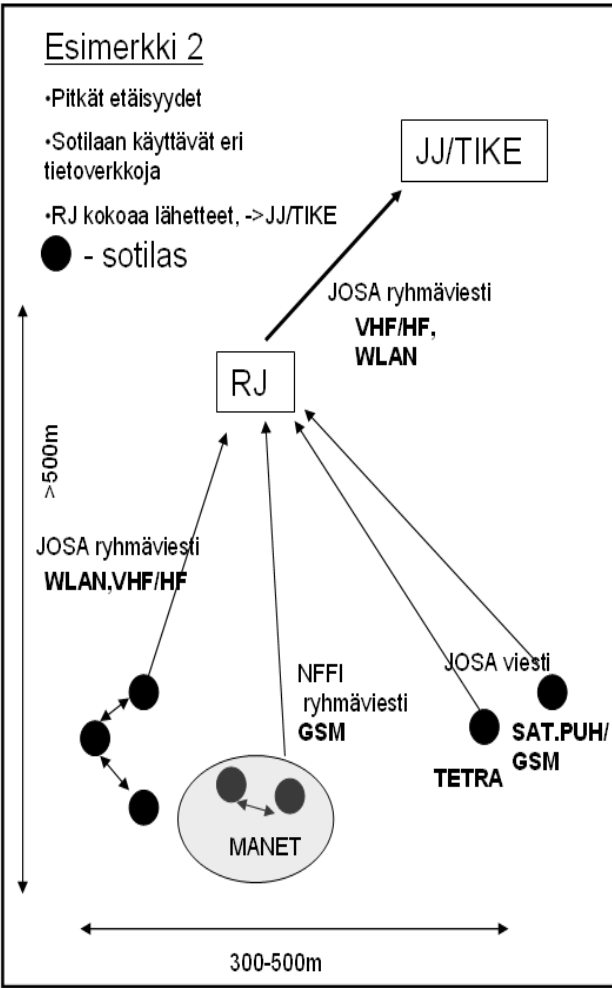 Esimerkki 2
•Pitkät etäisyydet
•Sotilaan käyttävät eri
tietoverkkoja
•RJ kokoaa lähetteet, ->JJ/TIKE
- sotilas
JJ/TIKE
JOSA ryhmäviesti
VHF/HF,
WLAN
RJ
>500m
JOSA ryhmäviesti
WLAN,VHF/HF
NFFI
ryhmäviesti
GSM
JOSA viesti
SAT.PUH/
GSM
TETRA
MANET
300-500m